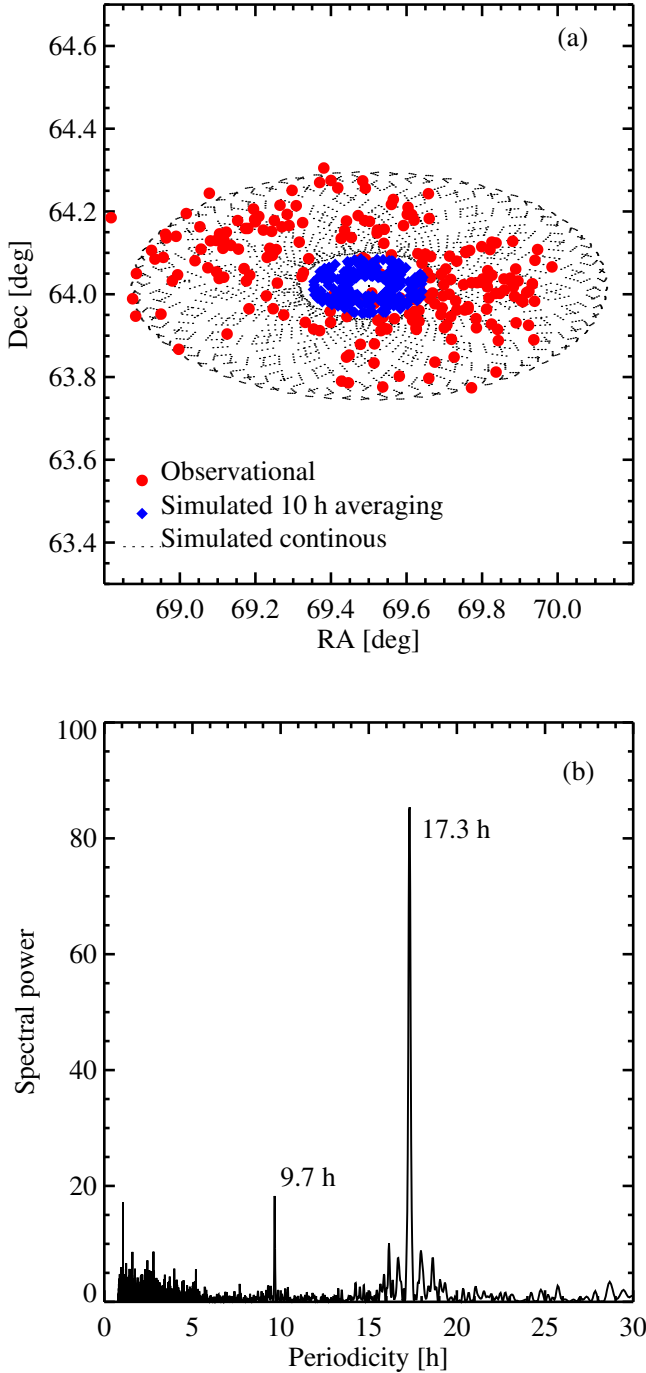 (a)
64.6
64.4
64.2
64.0
63.8
63.6
63.4
Dec [deg]
Observational
Simulated 10 h averaging
Simulated continous
69.0 69.2 69.4 69.6 69.8 70.0
RA [deg]
(b)
100
80
60
40
20
0
Spectral power
17.3 h
9.7 h
0 5 10 15 20 25 30
Periodicity [h]